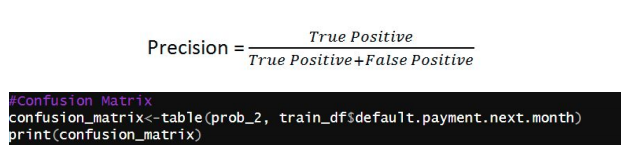 Precision = True Positive / True Positive+False Positive
#Confusion Matrix
confusion_matrix<-table(prob_2, train_df$default.payment.next.month)
print(confusion_matrix)